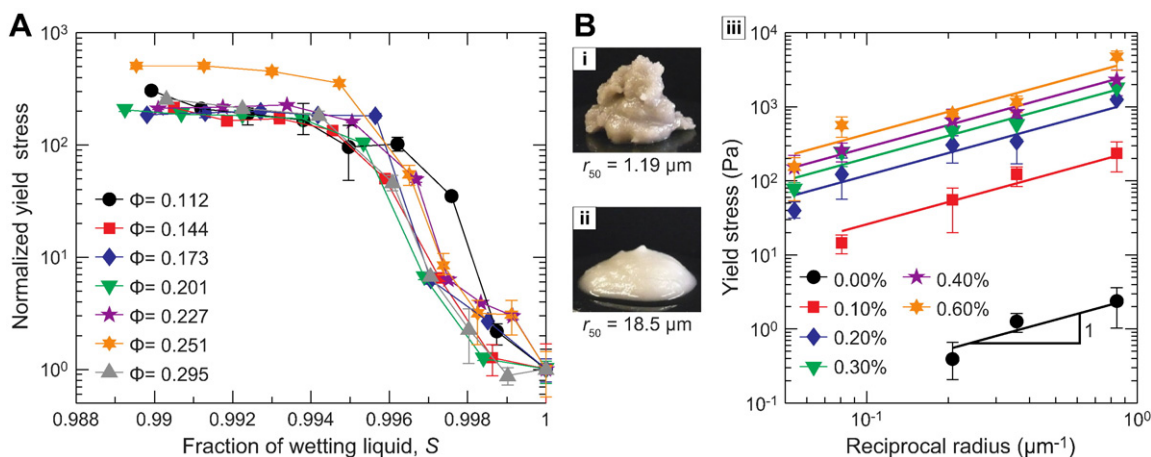 A
Normalized yield stress
10³
10²
10¹
10⁰
Φ= 0.112
Φ= 0.144
Φ= 0.173
Φ= 0.201
Φ= 0.227
Φ= 0.251
Φ= 0.295
0.988 0.99 0.992 0.994 0.996 0.998 1
Fraction of wetting liquid, S
B
i
r₅₀ = 1.19 µm
ii
r₅₀ = 18.5 µm
iii
Yield stress (Pa)
10⁴
10³
10²
10¹
10⁰
10⁻¹
0.00%
0.10%
0.20%
0.30%
0.40%
0.60%
1
10⁻¹ 10⁰
Reciprocal radius (µm⁻¹)